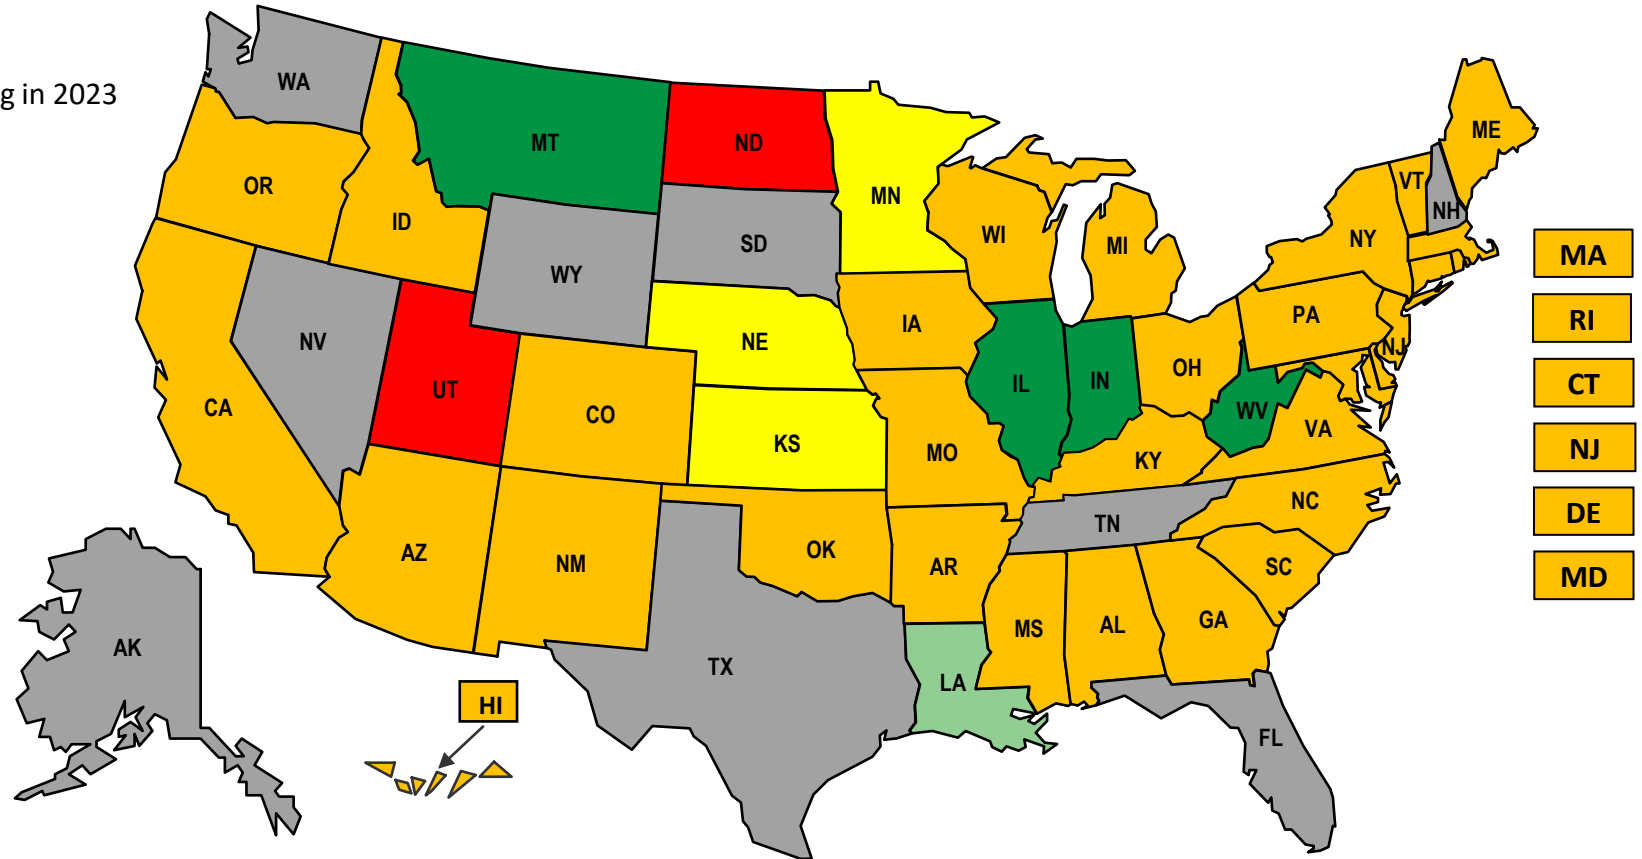 g in 2023
WA
MT
ND
ME
OR
MN
VT
ID
NH
WI
MI
NY
SD
WY
MA
PA
RI
IA
NV
NE
NJ
OH
UT
IL
IN
CT
CA
CO
WV
VA
KS
NJ
MO
KY
NC
DE
TN
AZ
NM
OK
AR
SC
MD
MS
AL
GA
AK
TX
LA
HI
FL